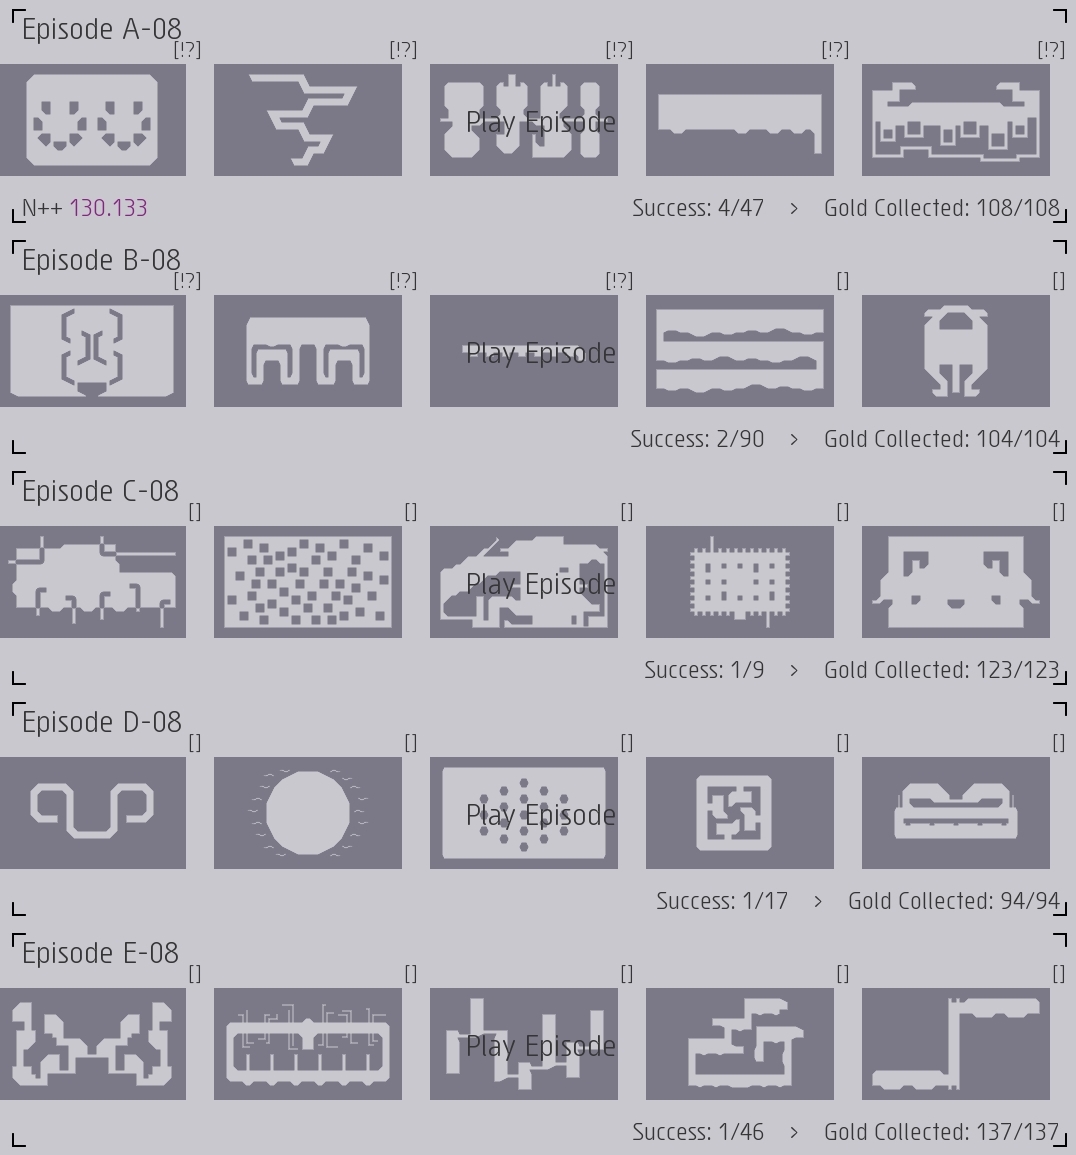 Episode A-08
[!?] [!?] [!?] [!?] [!?]
Play Episode
N++ 130.133 Success: 4/47 > Gold Collected: 108/108
Episode B-08
[!?] [!?] [!?] [] []
Play Episode
Success: 2/90 > Gold Collected: 104/104
Episode C-08
[] [] [] [] []
Play Episode
Success: 1/9 > Gold Collected: 123/123
Episode D-08
[] [] [] [] []
Play Episode
Success: 1/17 > Gold Collected: 94/94
Episode E-08
[] [] [] [] []
Play Episode
Success: 1/46 > Gold Collected: 137/137